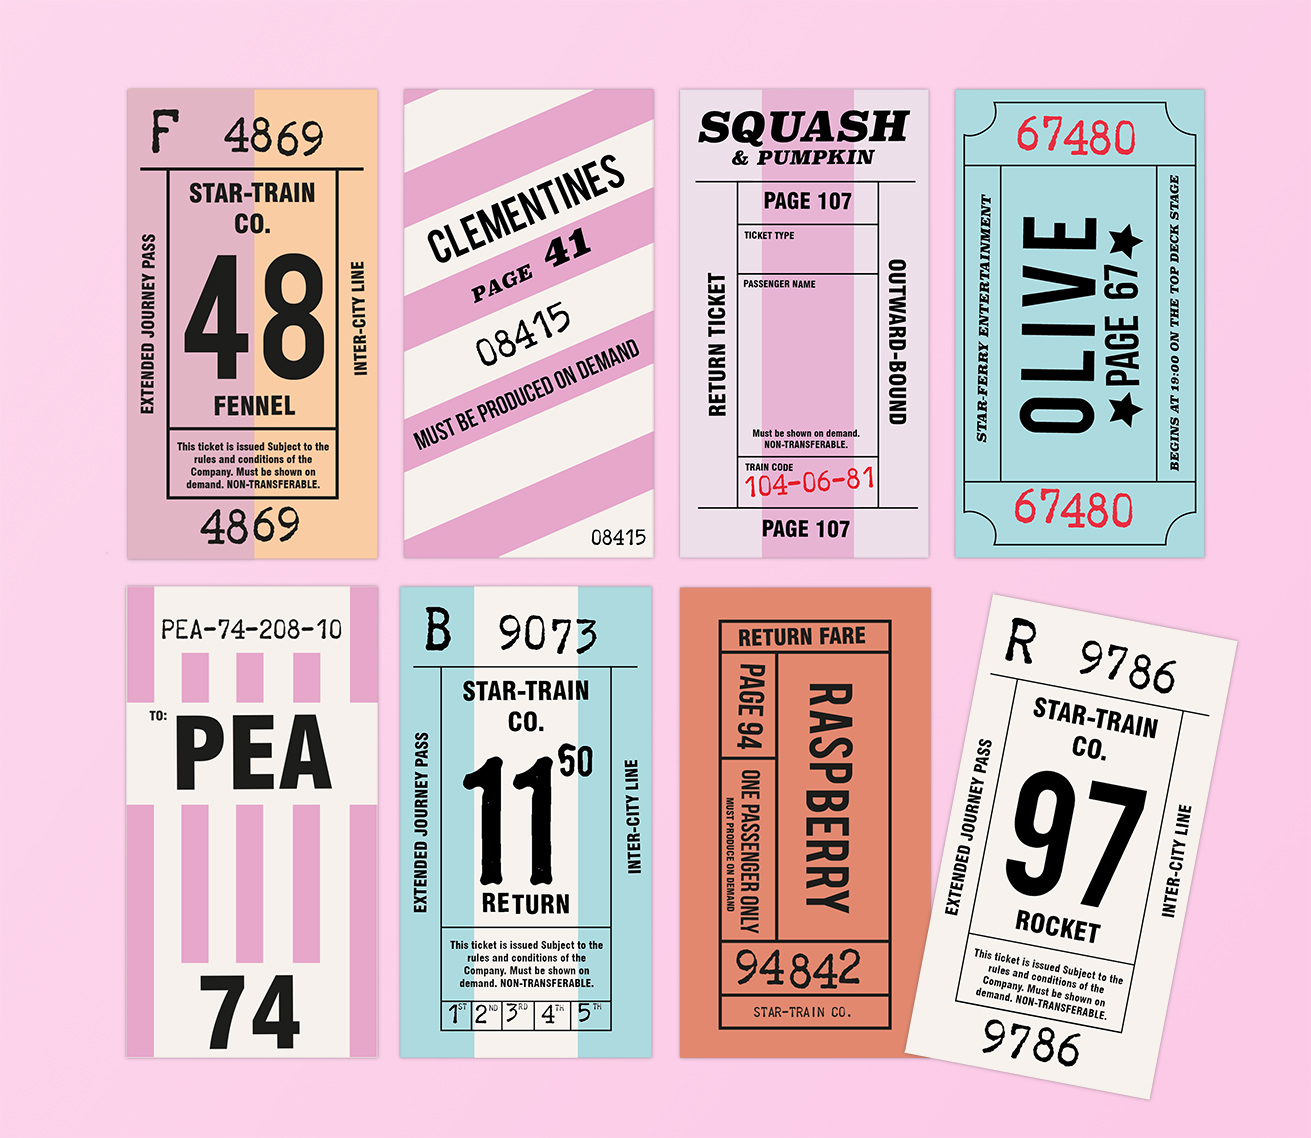 F 4869
STAR-TRAIN
CO.
48
FENNEL
EXTENDED JOURNEY PASS
INTER-CITY LINE
This ticket is issued Subject to the
rules and conditions of the
Company. Must be shown on
demand. NON-TRANSFERABLE.
4869
CLEMENTINES
PAGE 41
08415
MUST BE PRODUCED ON DEMAND
08415
SQUASH
& PUMPKIN
PAGE 107
TICKET TYPE
PASSENGER NAME
RETURN TICKET
OUTWARD-BOUND
Must be shown on demand.
NON-TRANSFERABLE.
TRAIN CODE
104-06-81
PAGE 107
67480
STAR-FERRY ENTERTAINMENT
OLIVE
★PAGE 67★
BEGINS AT 19:00 ON THE TOP DECK STAGE
67480
PEA-74-208-10
TO:
PEA
74
B 9073
STAR-TRAIN
CO.
11 50
RETURN
EXTENDED JOURNEY PASS
INTER-CITY LINE
This ticket is issued Subject to the
rules and conditions of the
Company. Must be shown on
demand. NON-TRANSFERABLE.
1ST 2ND 3RD 4TH 5TH
RETURN FARE
PAGE 94
RASPBERRY
ONE PASSENGER ONLY
MUST PRODUCE ON DEMAND
94842
STAR-TRAIN CO.
R 9786
STAR-TRAIN
CO.
97
ROCKET
EXTENDED JOURNEY PASS
INTER-CITY LINE
This ticket is issued Subject to the
rules and conditions of the
Company. Must be shown on
demand. NON-TRANSFERABLE.
9786